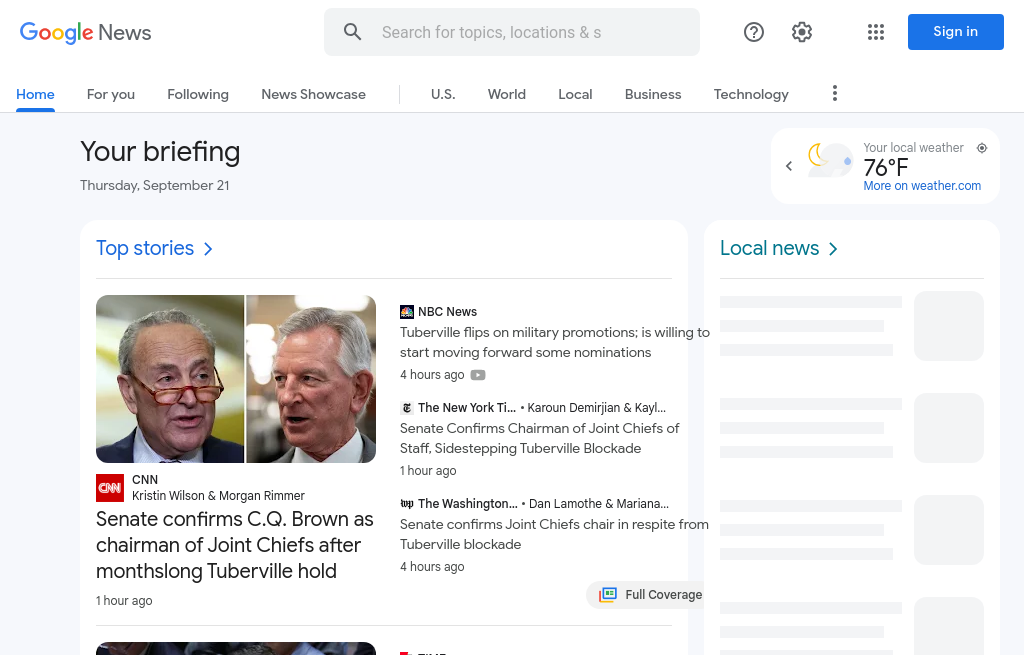 Google News
Search for topics, locations & s
Sign in
Home
For you
Following
News Showcase
U.S.
World
Local
Business
Technology
Your briefing
Thursday, September 21
Your local weather
76°F
More on weather.com
Top stories
CNN
CNN
Kristin Wilson & Morgan Rimmer
Senate confirms C.Q. Brown as
chairman of Joint Chiefs after
monthslong Tuberville hold
1 hour ago
NBC News
Tuberville flips on military promotions; is willing to
start moving forward some nominations
4 hours ago
The New York Ti... • Karoun Demirjian & Kayl...
Senate Confirms Chairman of Joint Chiefs of
Staff, Sidestepping Tuberville Blockade
1 hour ago
wp The Washington... • Dan Lamothe & Mariana...
Senate confirms Joint Chiefs chair in respite from
Tuberville blockade
4 hours ago
Full Coverage
Local news